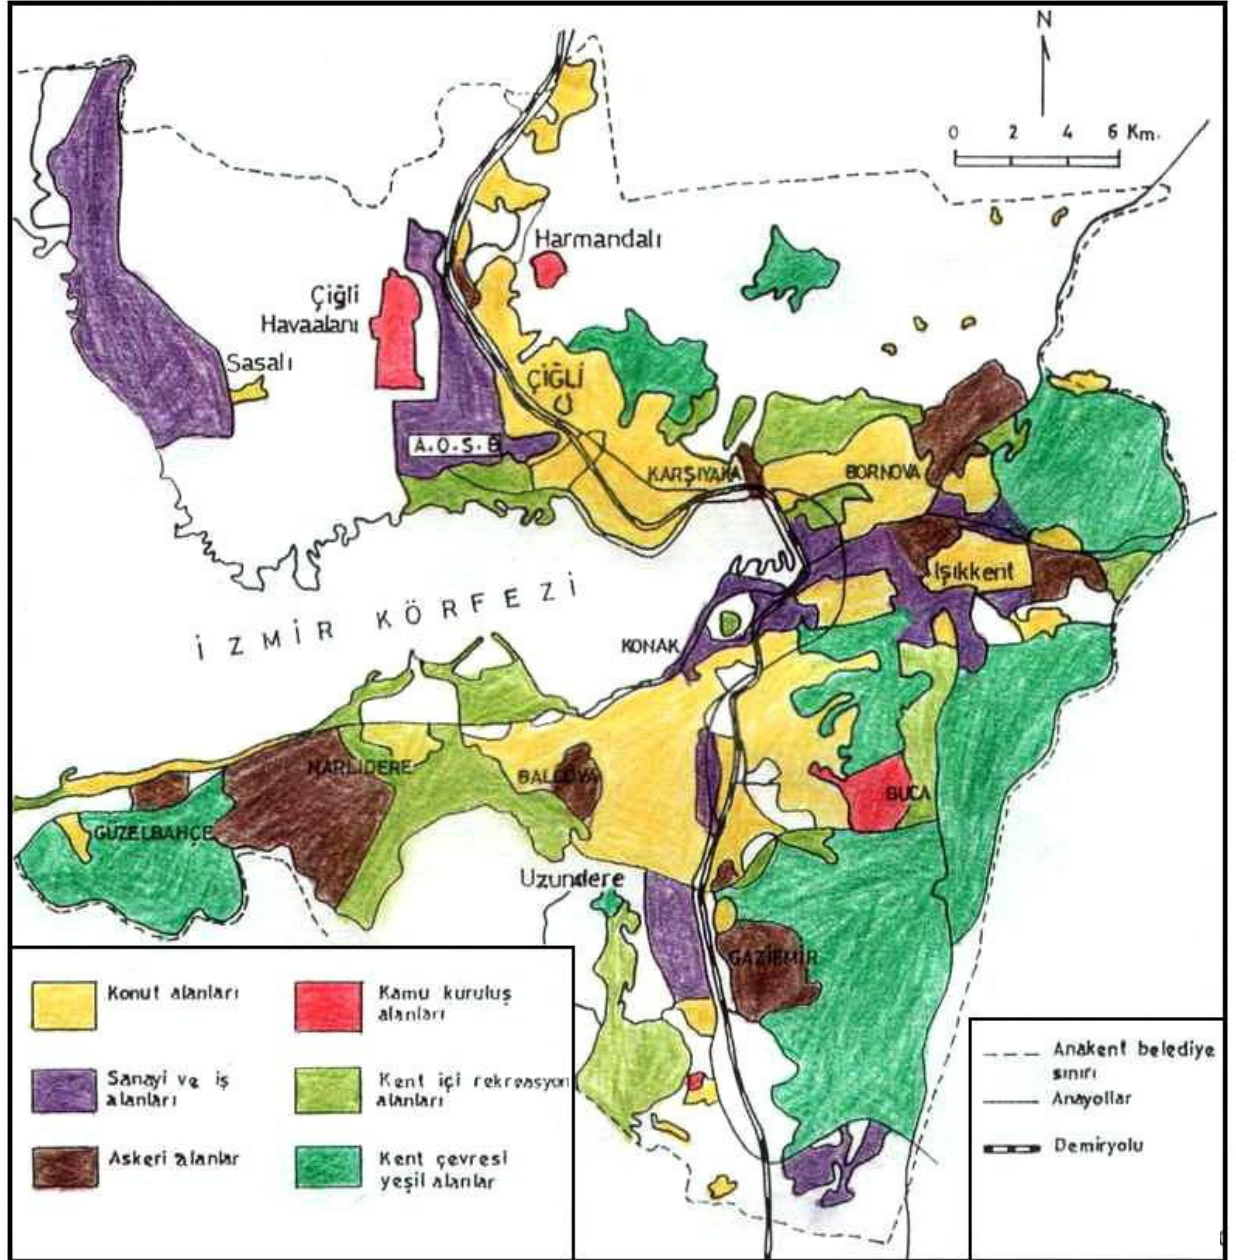 N
0 2 4 6 Km.
Harmandalı
Çiğli
Havaalanı
Sasalı
ÇİĞLİ
A.O.S.B
KARŞIYAKA
BORNOVA
Işıkkent
İZMİR KÖRFEZİ
KONAK
NARLIDERE
BALÇOVA
BUCA
GÜZELBAHÇE
Uzundere
GAZİEMİR
Konut alanları
Sanayi ve iş
alanları
Askeri alanlar
Kamu kuruluş
alanları
Kent içi rekreasyon
alanları
Kent çevresi
yeşil alanlar
Anakent belediye
sınırı
Anayollar
Demiryolu